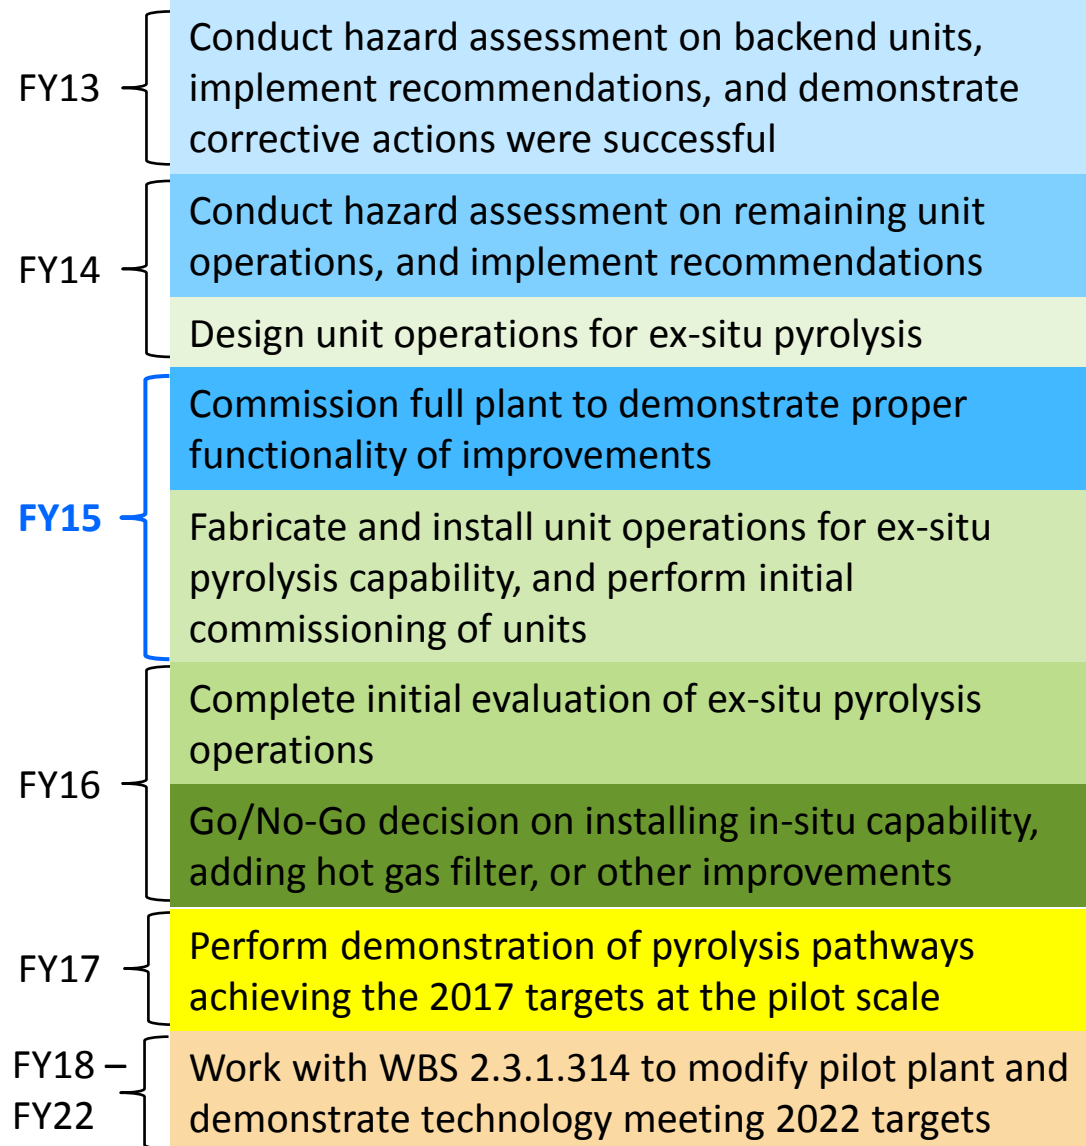 FY13
Conduct hazard assessment on backend units,
implement recommendations, and demonstrate
corrective actions were successful
FY14
Conduct hazard assessment on remaining unit
operations, and implement recommendations
Design unit operations for ex-situ pyrolysis
FY15
Commission full plant to demonstrate proper
functionality of improvements
Fabricate and install unit operations for ex-situ
pyrolysis capability, and perform initial
commissioning of units
FY16
Complete initial evaluation of ex-situ pyrolysis
operations
Go/No-Go decision on installing in-situ capability,
adding hot gas filter, or other improvements
FY17
Perform demonstration of pyrolysis pathways
achieving the 2017 targets at the pilot scale
FY18 –
FY22
Work with WBS 2.3.1.314 to modify pilot plant and
demonstrate technology meeting 2022 targets